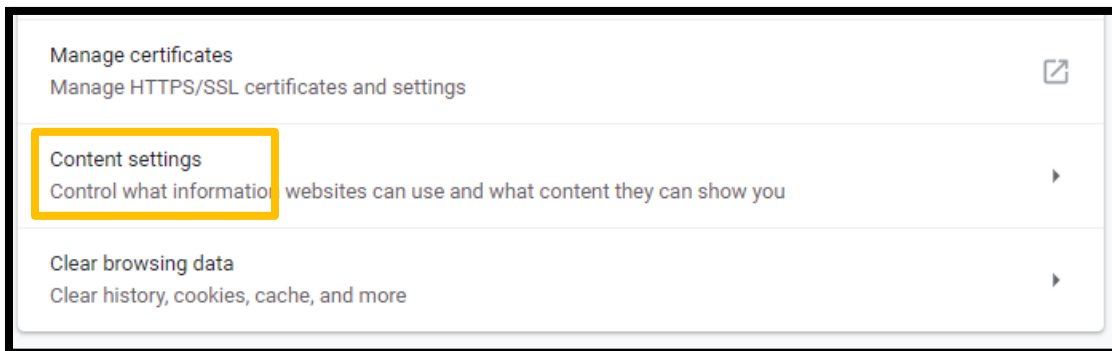 Manage certificates
Manage HTTPS/SSL certificates and settings
Content settings
Control what information websites can use and what content they can show you
Clear browsing data
Clear history, cookies, cache, and more